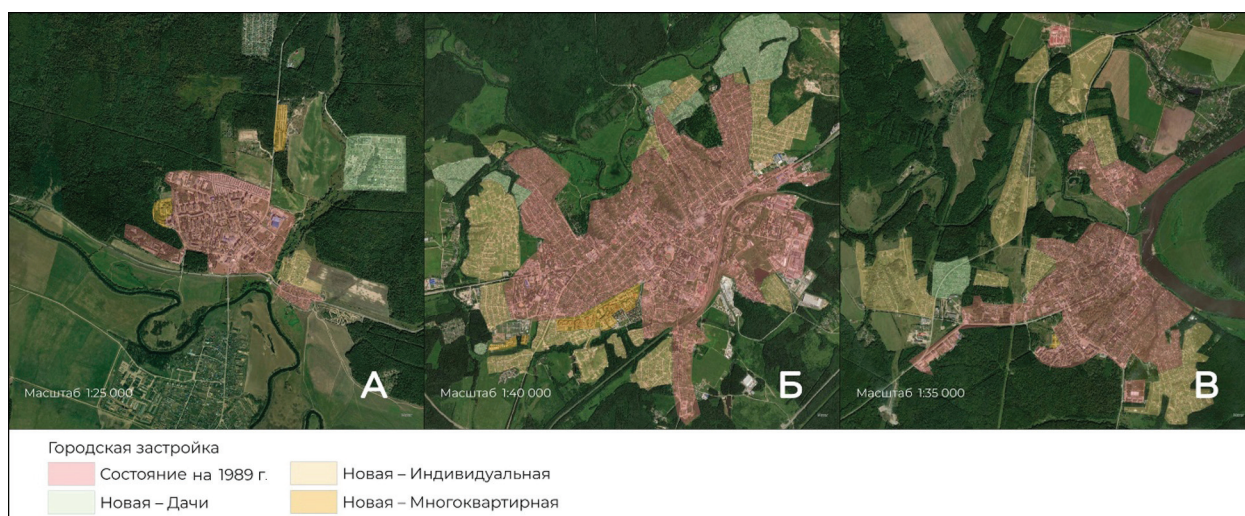 А
Б
В
Масштаб 1:25 000
Масштаб 1:40 000
Масштаб 1:35 000
Городская застройка
Состояние на 1989 г.
Новая – Индивидуальная
Новая – Дачи
Новая – Многоквартирная